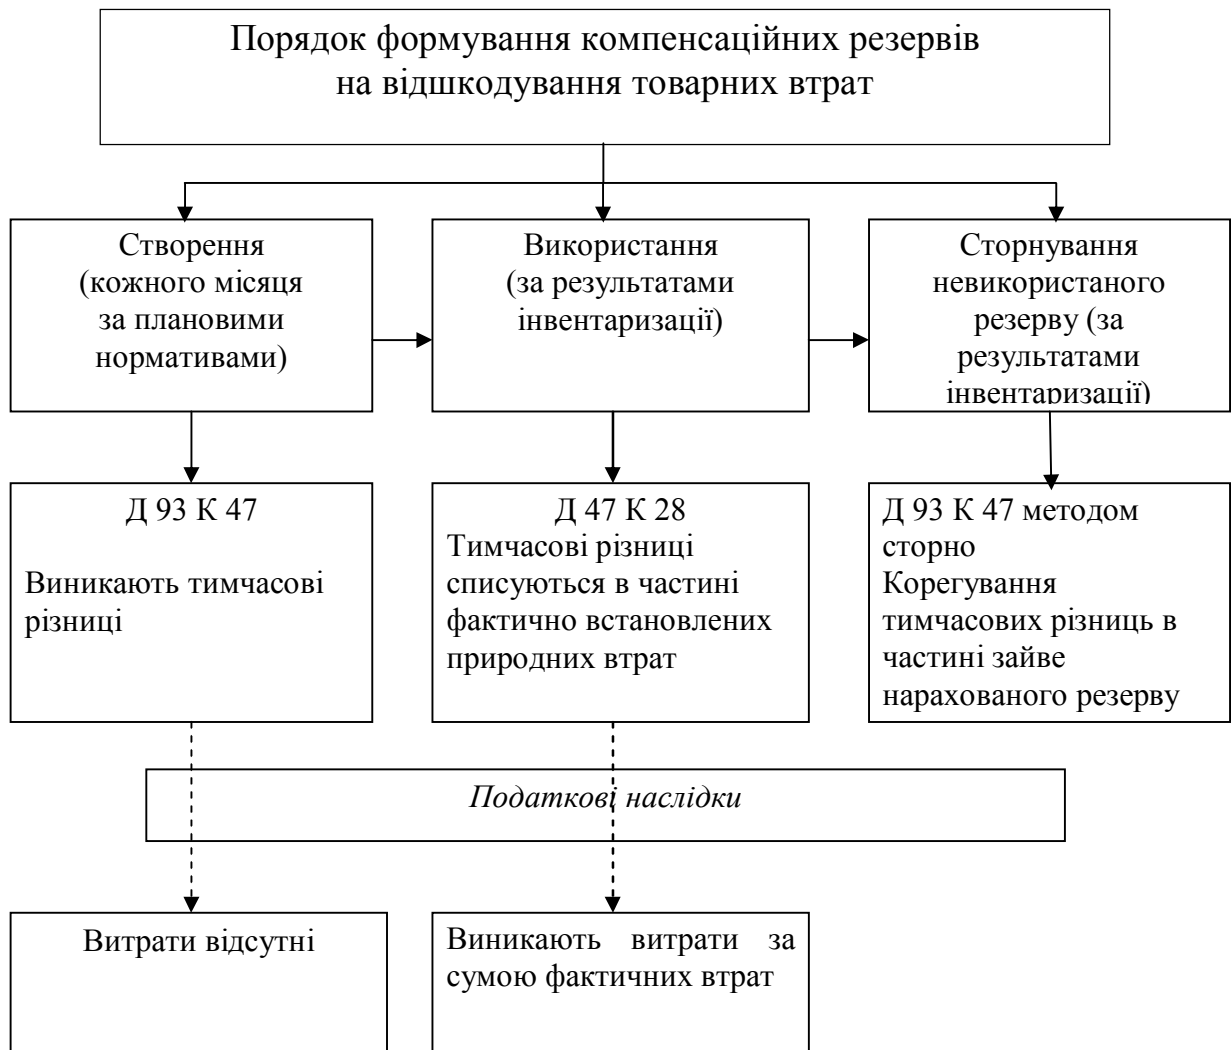 Порядок формування компенсаційних резервів
на відшкодування товарних втрат
Створення
(кожного місяця
за плановими
нормативами)
Використання
(за результатами
інвентаризації)
Сторнування
невикористаного
резерву (за
результатами
інвентаризації)
Д 93 К 47
Виникають тимчасові
різниці
Д 47 К 28
Тимчасові різниці
списуються в частині
фактично встановлених
природних втрат
Д 93 К 47 методом
сторно
Корегування
тимчасових різниць в
частині зайве
нарахованого резерву
Податкові наслідки
Витрати відсутні
Виникають витрати за
сумою фактичних втрат